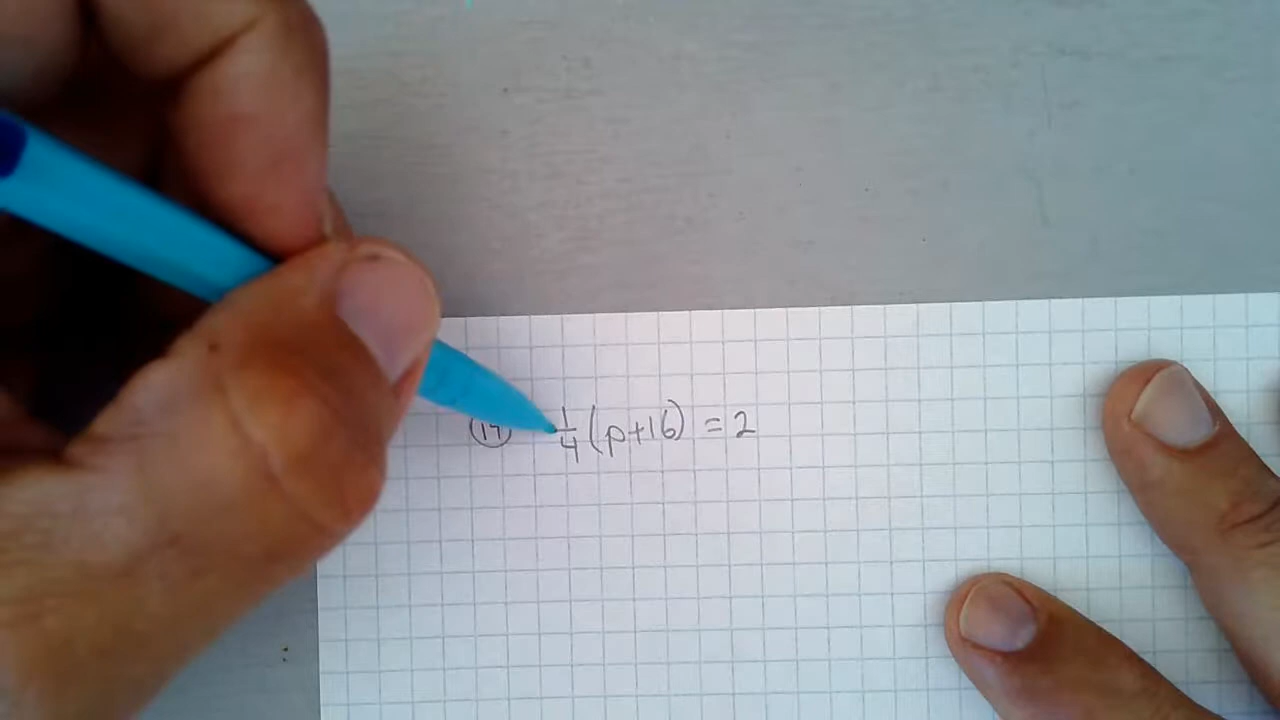 ⑭ 1/4 (p+16) = 2